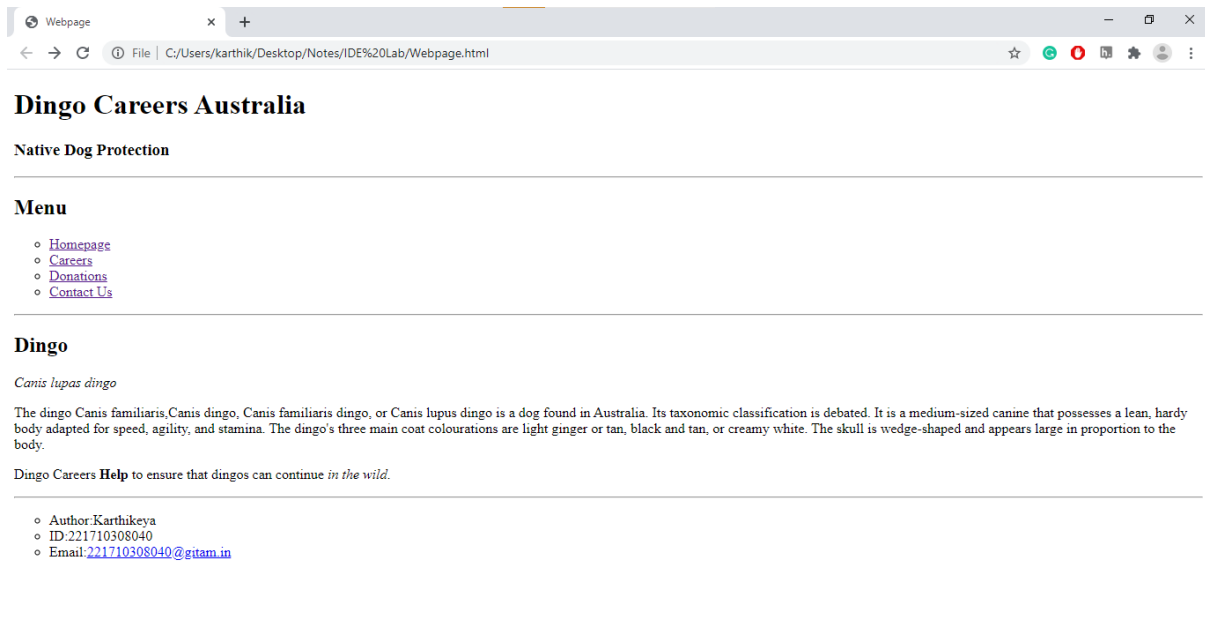 Webpage
File | C:/Users/karthik/Desktop/Notes/IDE%20Lab/Webpage.html
Dingo Careers Australia
Native Dog Protection
Menu
Homepage
Careers
Donations
Contact Us
Dingo
Canis lupas dingo
The dingo Canis familiaris,Canis dingo, Canis familiaris dingo, or Canis lupus dingo is a dog found in Australia. Its taxonomic classification is debated. It is a medium-sized canine that possesses a lean, hardy
body adapted for speed, agility, and stamina. The dingo's three main coat colourations are light ginger or tan, black and tan, or creamy white. The skull is wedge-shaped and appears large in proportion to the
body.
Dingo Careers Help to ensure that dingos can continue in the wild.
Author:Karthikeya
ID:221710308040
Email:221710308040@gitam.in